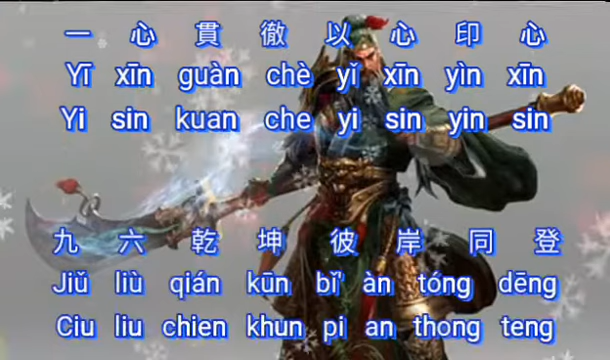 一 心 貫 徹 以 心 印 心
Yī xīn guàn chè yǐ xīn yìn xīn
Yi sin kuan che yi sin yin sin
九 六 乾 坤 彼 岸 同 登
Jiǔ liù qián kūn bǐ' àn tóng dēng
Ciu liu chien khun pi an thong teng